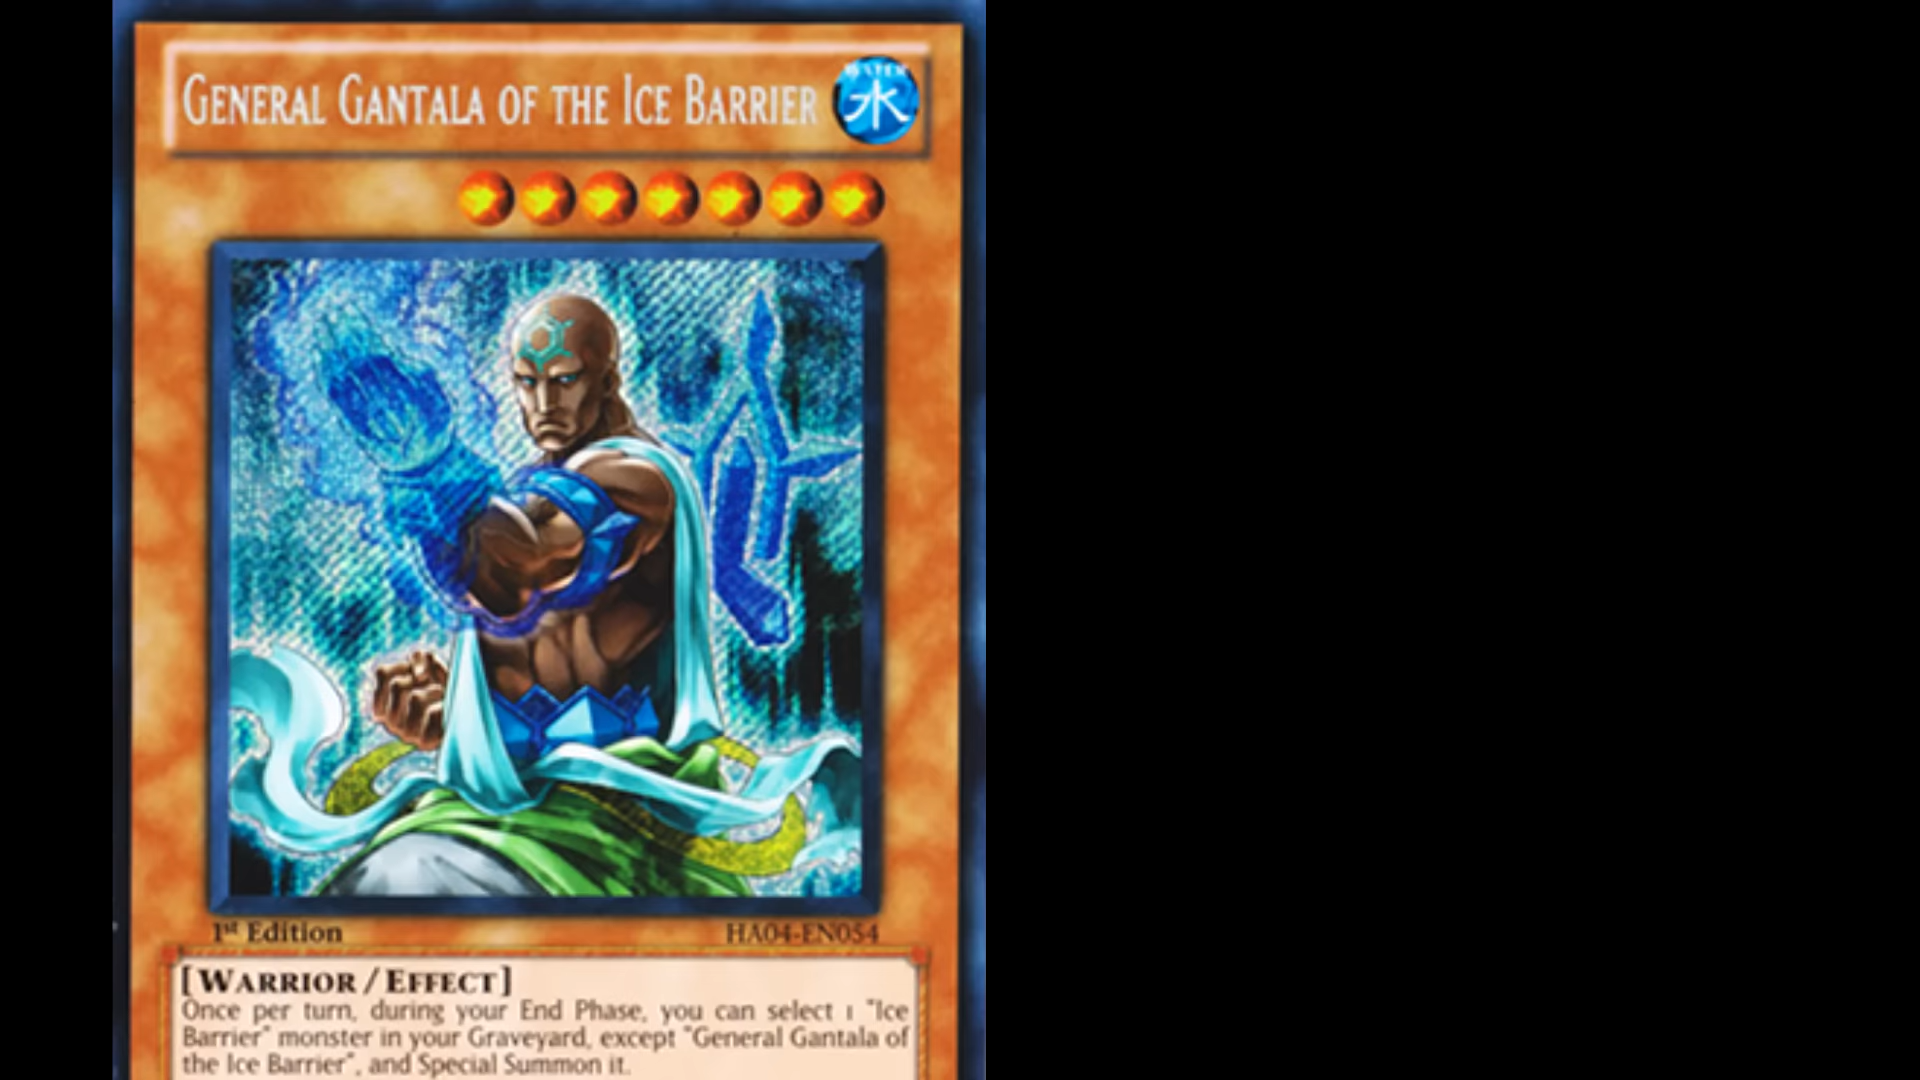 GENERAL GANTALA OF THE ICE BARRIER
WATER
水
1st Edition
HA04-EN054
[WARRIOR/EFFECT]
Once per turn, during your End Phase, you can select 1 "Ice
Barrier" monster in your Graveyard, except "General Gantala of
the Ice Barrier", and Special Summon it.